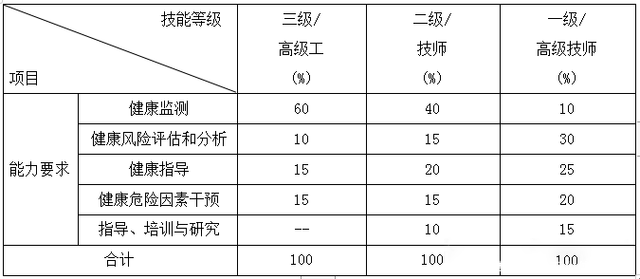 技能等级 三级/ 二级/ 一级/
高级工 技师 高级技师
项目 (%) (%) (%)
能力要求 健康监测 60 40 10
健康风险评估和分析 10 15 30
健康指导 15 20 25
健康危险因素干预 15 15 20
指导、培训与研究 -- 10 15
合计 100 100 100